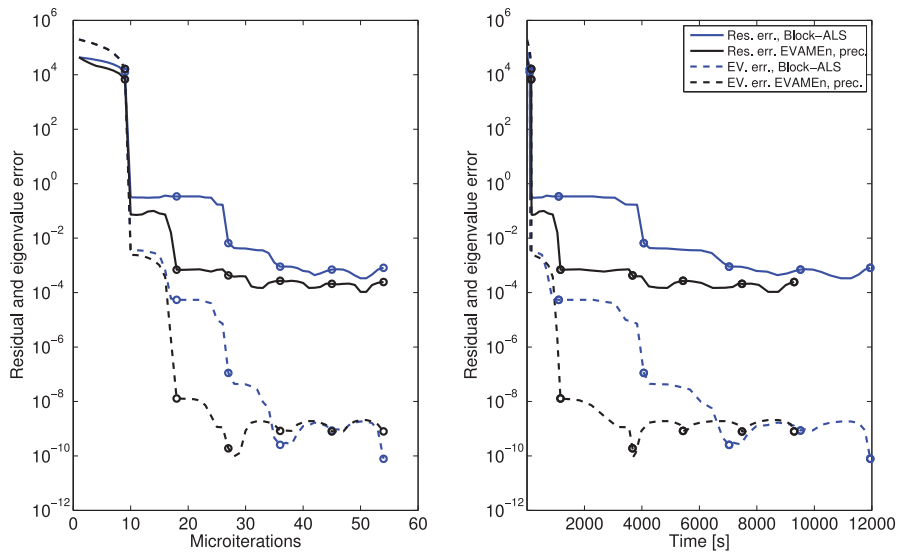 Residual and eigenvalue error
10^6
10^4
10^2
10^0
10^−2
10^−4
10^−6
10^−8
10^−10
10^−12
0 10 20 30 40 50 60
Microiterations
Residual and eigenvalue error
10^6
10^4
10^2
10^0
10^−2
10^−4
10^−6
10^−8
10^−10
10^−12
2000 4000 6000 8000 10000 12000
Time [s]
Res. err., Block−ALS
Res. err. EVAMEn, prec.
EV. err., Block−ALS
EV. err. EVAMEn, prec.